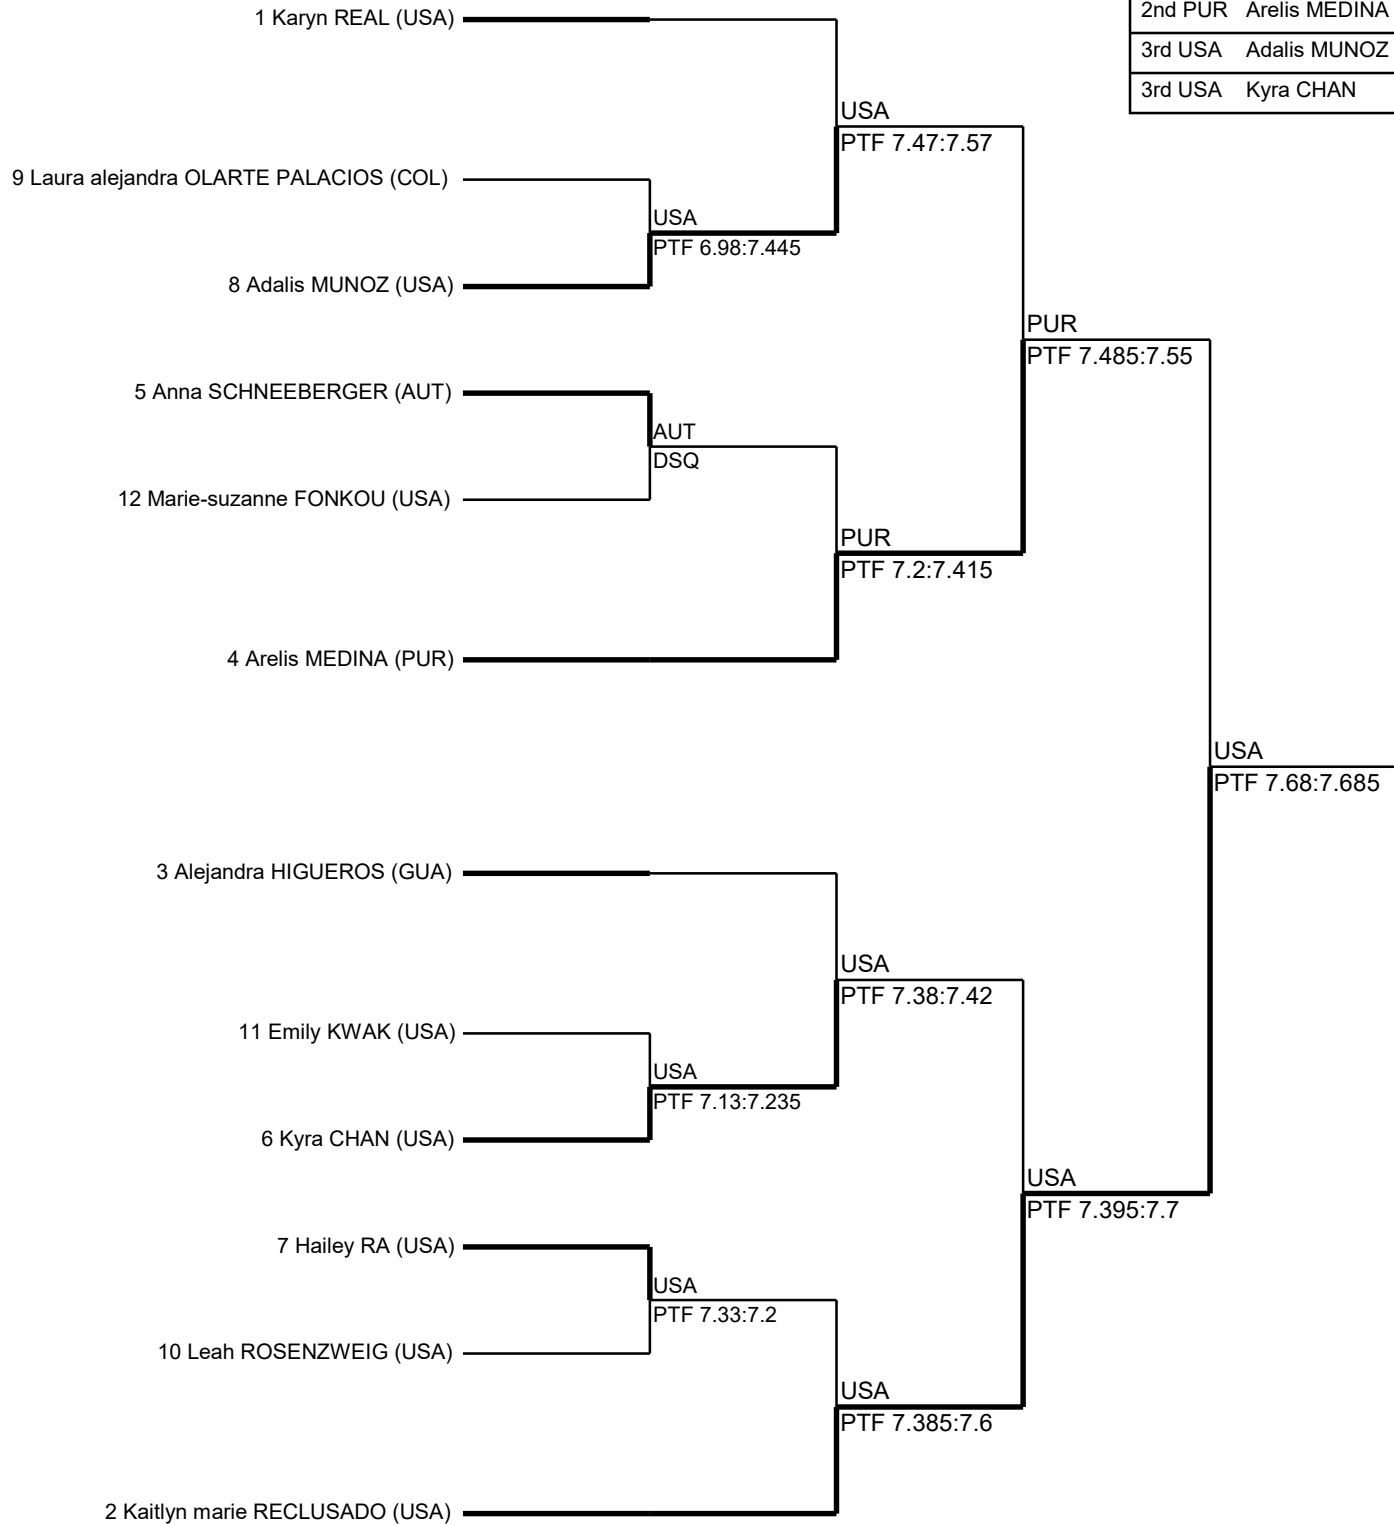 1 Karyn REAL (USA)
2nd PUR Arelis MEDINA
3rd USA Adalis MUNOZ
3rd USA Kyra CHAN
USA
PTF 7.47:7.57
9 Laura alejandra OLARTE PALACIOS (COL)
USA
PTF 6.98:7.445
8 Adalis MUNOZ (USA)
PUR
PTF 7.485:7.55
5 Anna SCHNEEBERGER (AUT)
AUT
DSQ
12 Marie-suzanne FONKOU (USA)
PUR
PTF 7.2:7.415
4 Arelis MEDINA (PUR)
USA
PTF 7.68:7.685
3 Alejandra HIGUEROS (GUA)
USA
PTF 7.38:7.42
11 Emily KWAK (USA)
USA
PTF 7.13:7.235
6 Kyra CHAN (USA)
USA
PTF 7.395:7.7
7 Hailey RA (USA)
USA
PTF 7.33:7.2
10 Leah ROSENZWEIG (USA)
USA
PTF 7.385:7.6
2 Kaitlyn marie RECLUSADO (USA)